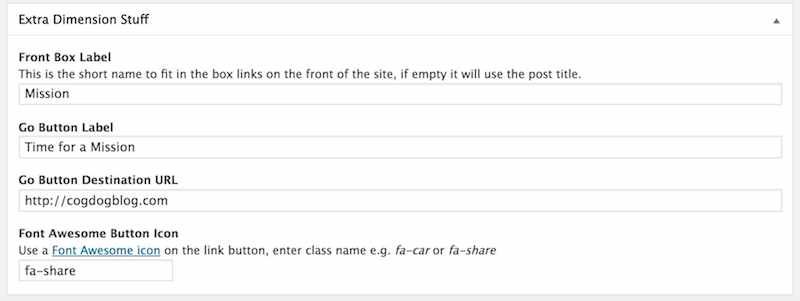 Extra Dimension Stuff
Front Box Label
This is the short name to fit in the box links on the front of the site, if empty it will use the post title.
Mission
Go Button Label
Time for a Mission
Go Button Destination URL
http://cogdogblog.com
Font Awesome Button Icon
Use a Font Awesome icon on the link button, enter class name e.g. fa-car or fa-share
fa-share